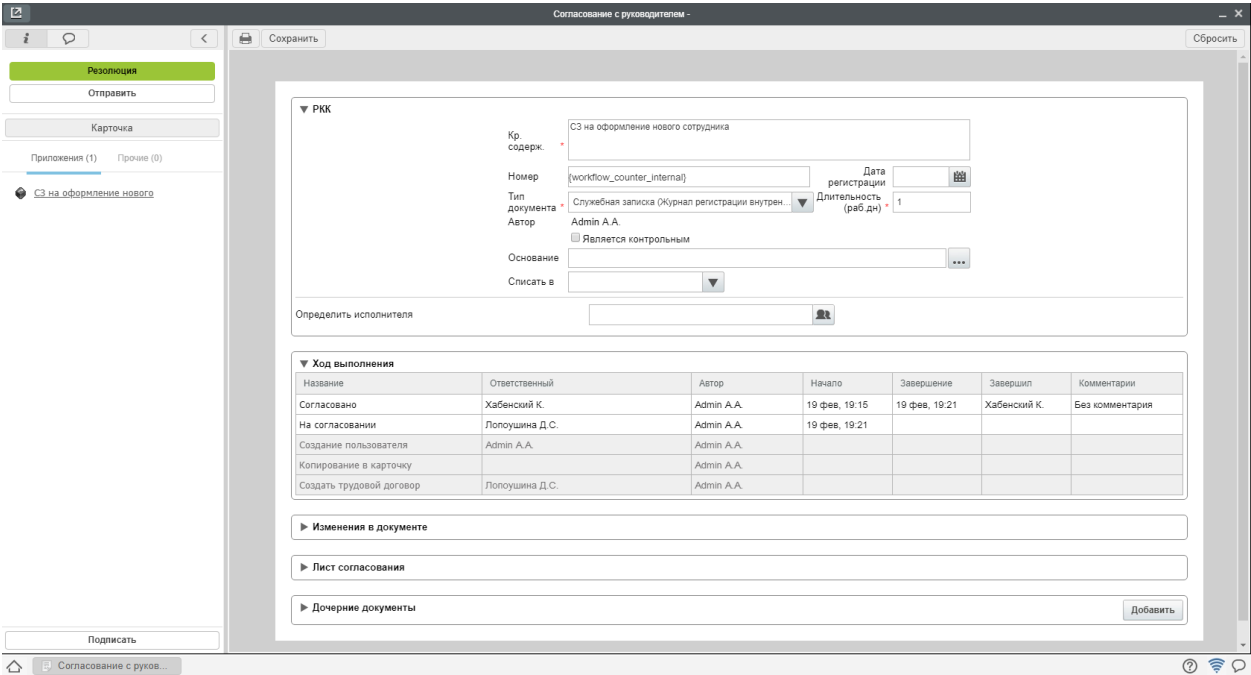 Согласование с руководителем -
i
Сохранить
Сбросить
Резолюция
Отправить
Карточка
Приложения (1) Прочие (0)
СЗ на оформление нового
Подписать
РКК
Кр. содерж. *
СЗ на оформление нового сотрудника
Номер {workflow_counter_internal} Дата регистрации
Тип документа * Служебная записка (Журнал регистрации внутрен... Длительность (раб.дн) * 1
Автор Admin A.A.
Является контрольным
Основание ...
Списать в
Определить исполнителя
Ход выполнения
Название Ответственный Автор Начало Завершение Завершил Комментарии
Согласовано Хабенский К. Admin A.A. 19 фев, 19:15 19 фев, 19:21 Хабенский К. Без комментария
На согласовании Лопоушина Д.С. Admin A.A. 19 фев, 19:21
Создание пользователя Admin A.A. Admin A.A.
Копирование в карточку Admin A.A.
Создать трудовой договор Лопоушина Д.С. Admin A.A.
Изменения в документе
Лист согласования
Дочерние документы Добавить
Согласование с руков... ?